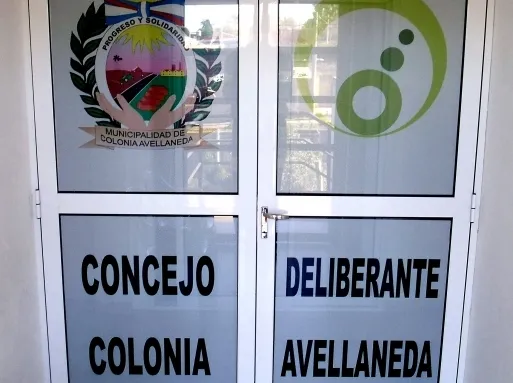 PROGRESO Y SOLIDARIDAD
MUNICIPALIDAD DE
COLONIA AVELLANEDA
CONCEJO DELIBERANTE
COLONIA AVELLANEDA